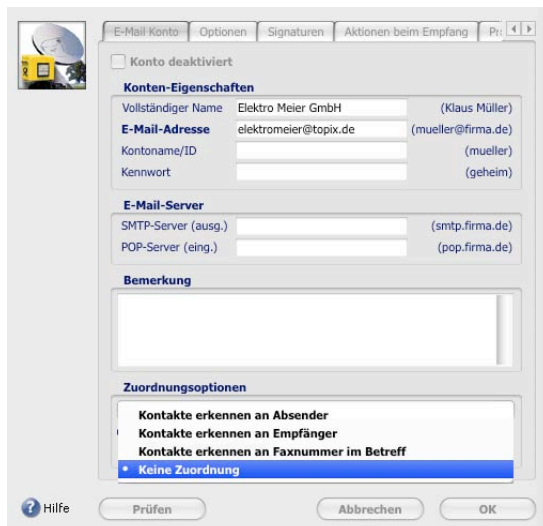 E-Mail Konto Optionen Signaturen Aktionen beim Empfang
Konto deaktiviert
Konten-Eigenschaften
Vollständiger Name Elektro Meier GmbH (Klaus Müller)
E-Mail-Adresse elektromeier@topix.de (mueller@firma.de)
Kontoname/ID (mueller)
Kennwort (geheim)
E-Mail-Server
SMTP-Server (ausg.) (smtp.firma.de)
POP-Server (eing.) (pop.firma.de)
Bemerkung
Zuordnungsoptionen
Kontakte erkennen an Absender
Kontakte erkennen an Empfänger
Kontakte erkennen an Faxnummer im Betreff
• Keine Zuordnung
Hilfe Prüfen Abbrechen OK